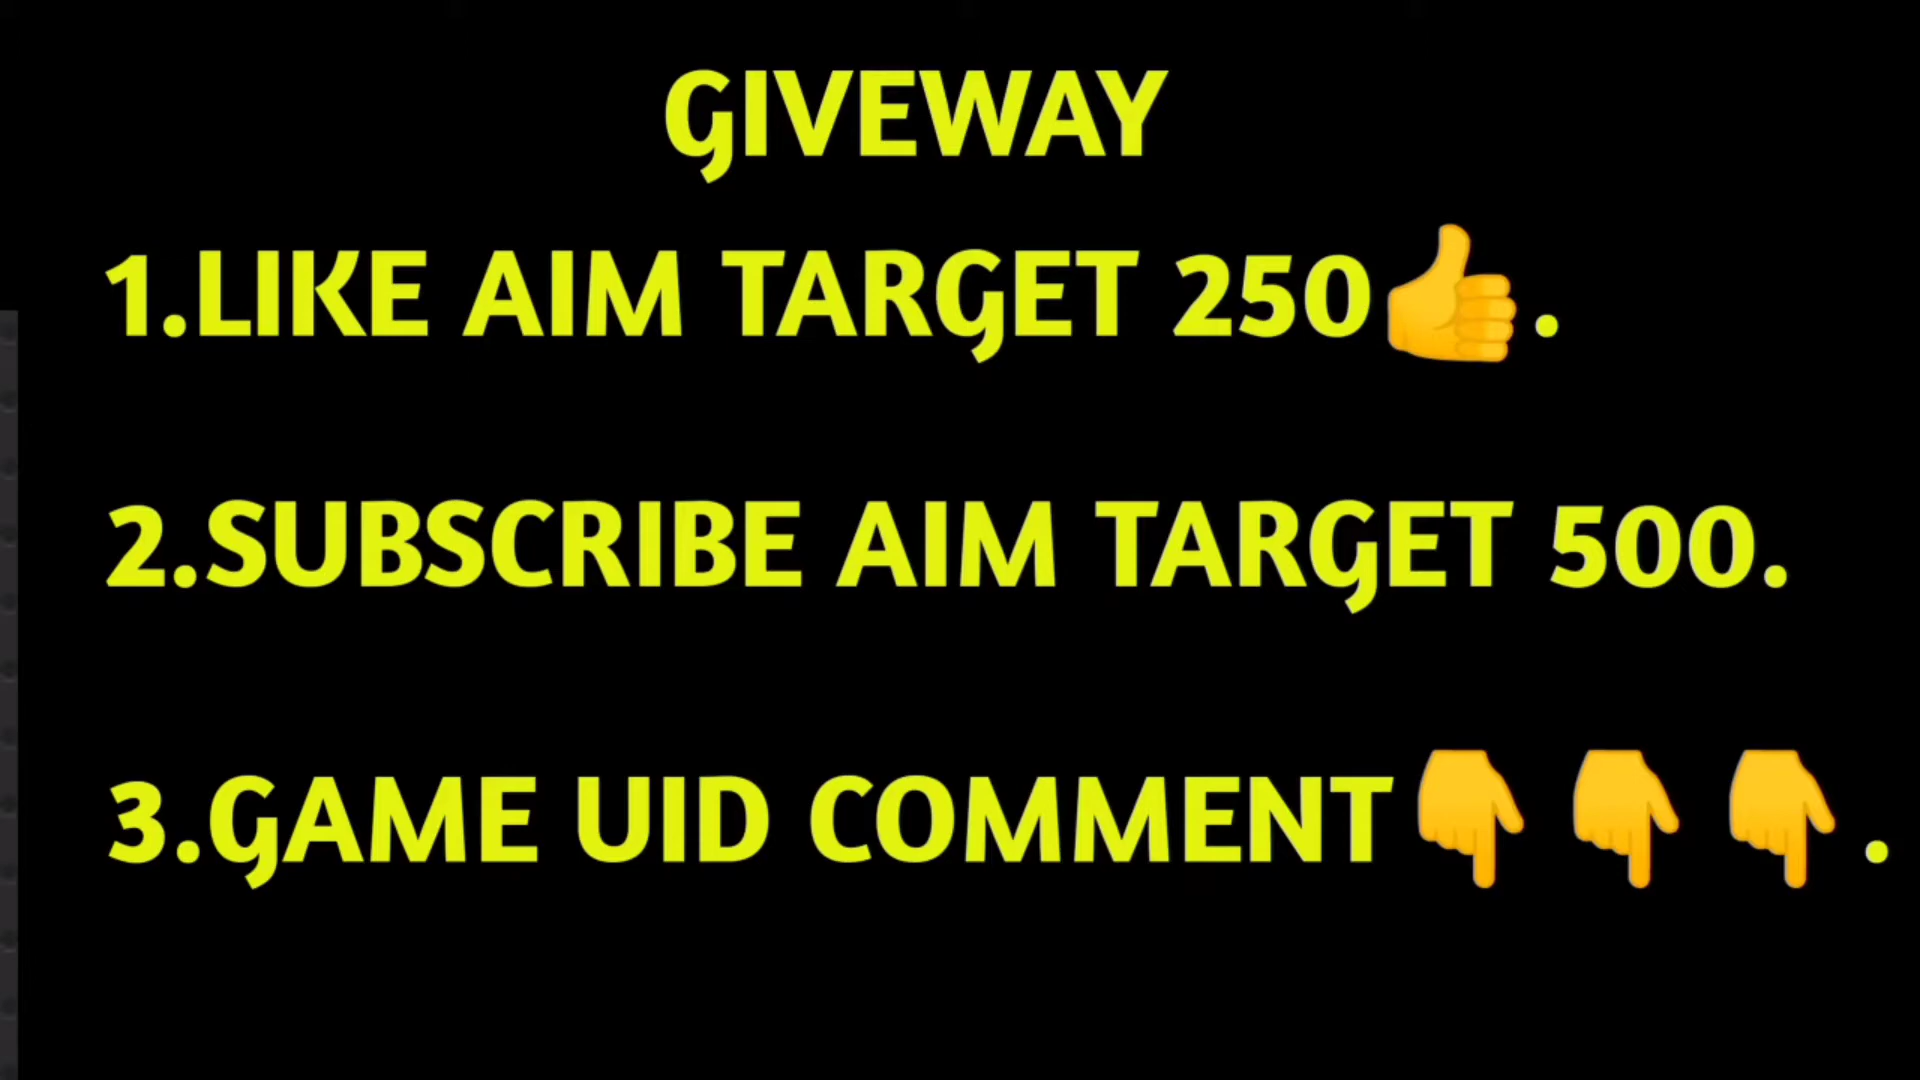 GIVEWAY
1.LIKE AIM TARGET 250👍.
2.SUBSCRIBE AIM TARGET 500.
3.GAME UID COMMENT👇👇👇.